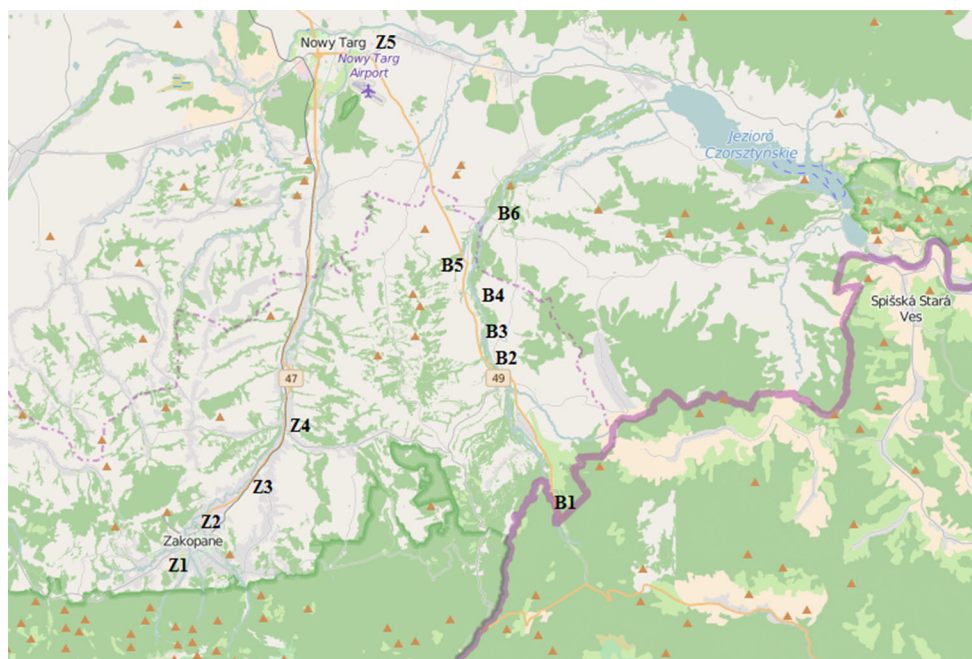 Nowy Targ
Z5
Nowy Targ
Airport
Jezioro
Czorsztyńskie
B6
B5
B4
Spišská Stará
Ves
B3
B2
47
49
Z4
Z3
B1
Z2
Zakopane
Z1